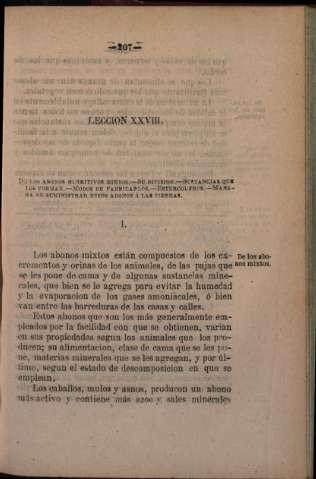 —207—
LECCION XXVIII.
DE LOS ABONOS NUTRITIVOS MIXTOS.—SU DIVISION.—SUSTANCIAS QUE
LOS FORMAN.—MODOS DE FABRICARLOS.—ESTERCOLEROS.—MANE-
RA DE SUMINISTRAR ESTOS ABONOS Á LAS TIERRAS.
I.
Los abonos mixtos están compuestos de los es-
crementos y orinas de los animales, de las pajas que
se les pone de cama y de algunas sustancias mine-
rales, que bien se le agrega para evitar la humedad
y la evaporacion de los gases amoniacales, ó bien
van entre las barreduras de las casas y calles.
De los abo-
nos mixtos.
Estos abonos que son los más generalmente em-
pleados por la facilidad con que se obtienen, varían
en sus propiedades segun los animales que los pro-
ducen; su alimentacion, clase de cama que se les po-
ne, materias minerales que se les agregan, y por úl-
timo, segun el estado de descomposicion en que se
emplean.
Los caballos, mulos y asnos, producen un abono
más activo y contiene más azoe y sales minerales